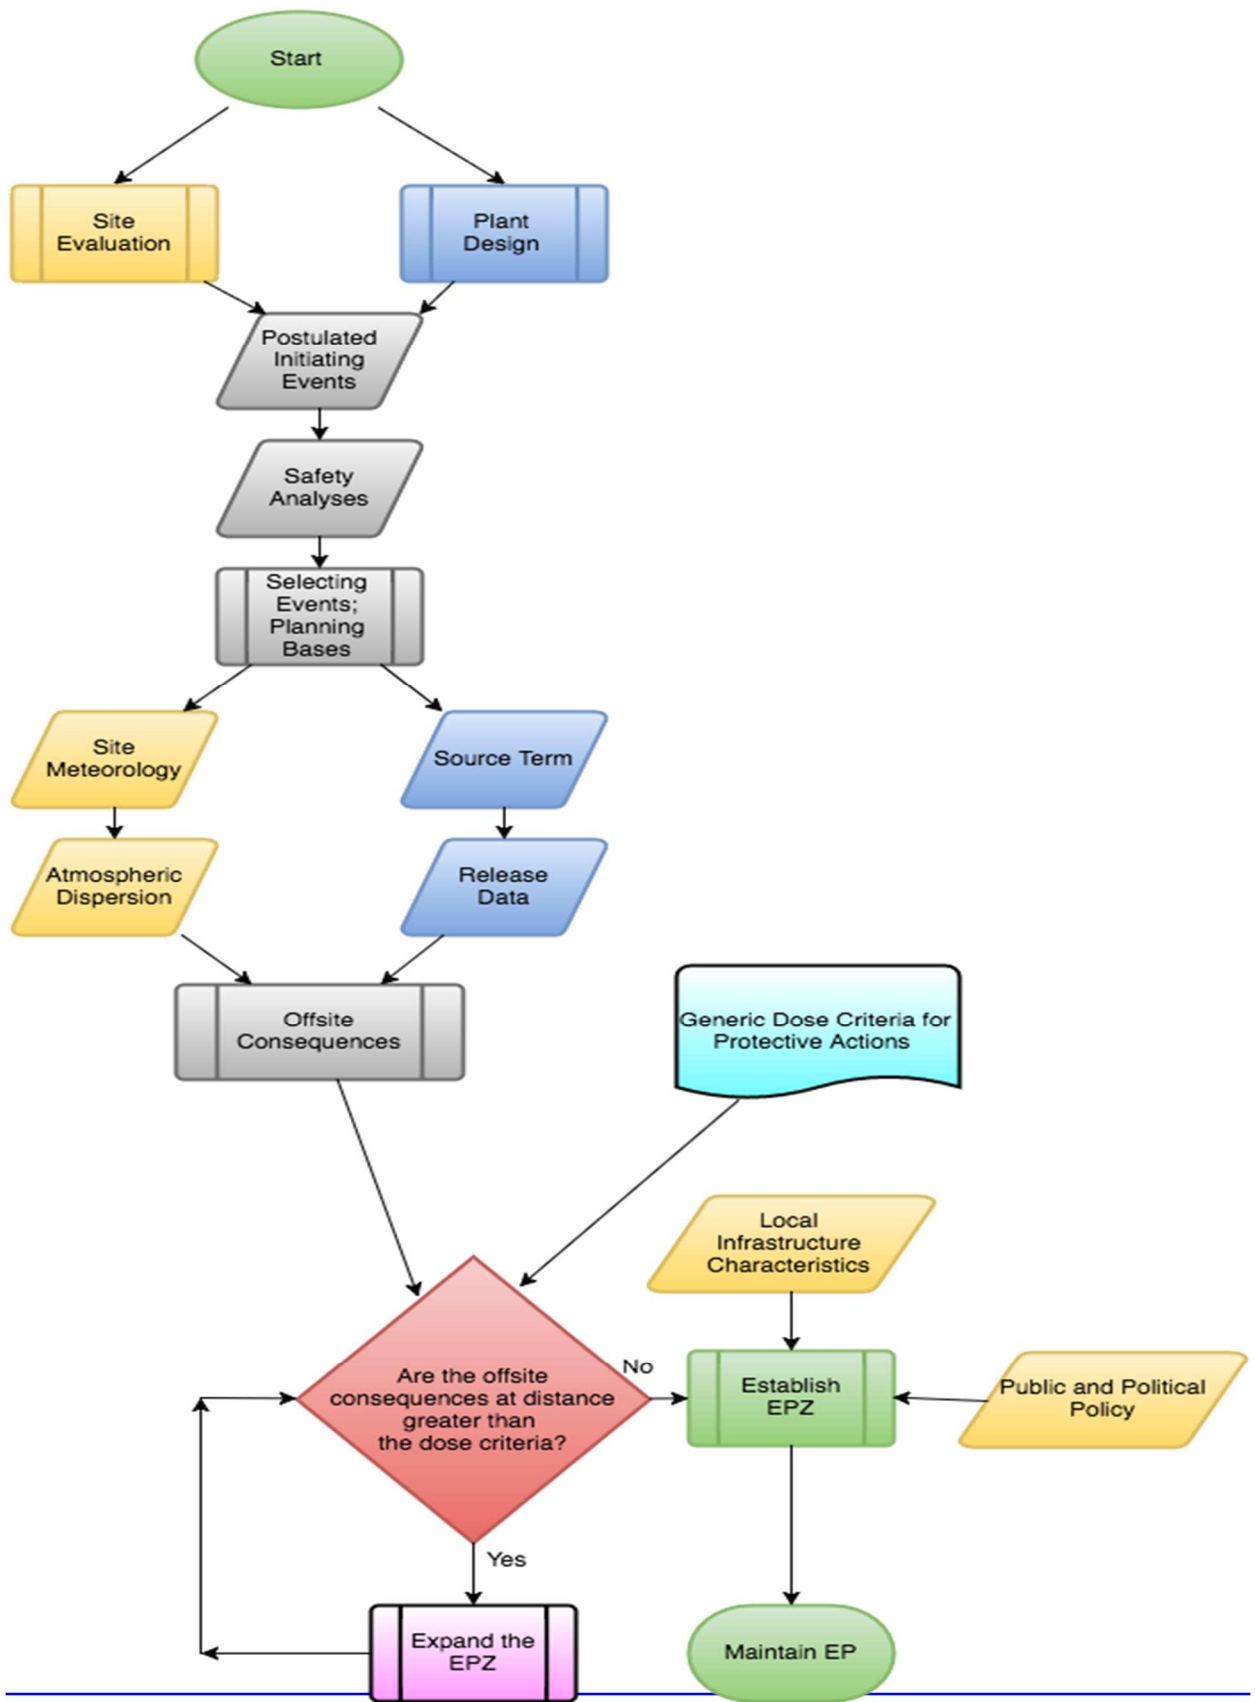 Start
Site
Evaluation
Plant
Design
Postulated
Initiating
Events
Safety
Analyses
Selecting
Events;
Planning
Bases
Site
Meteorology
Source Term
Atmospheric
Dispersion
Release
Data
Offsite
Consequences
Generic Dose Criteria for
Protective Actions
Local
Infrastructure
Characteristics
Are the offsite
consequences at distance
greater than
the dose criteria?
No
Establish
EPZ
Public and Political
Policy
Yes
Expand the
EPZ
Maintain EP